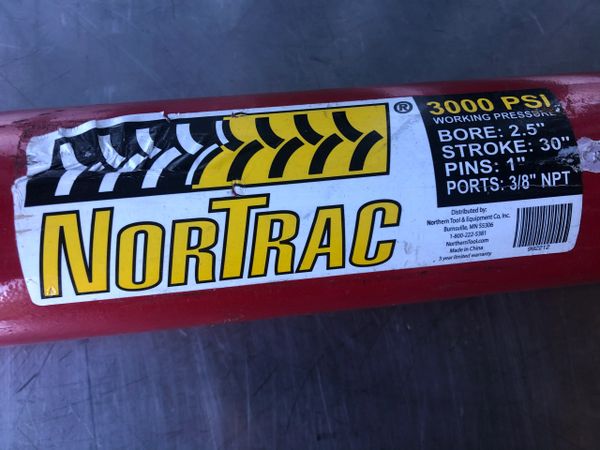 NORTRAC
®
3000 PSI
WORKING PRESSURE
BORE: 2.5"
STROKE: 30"
PINS: 1"
PORTS: 3/8" NPT
Distributed by:
Northern Tool & Equipment Co, Inc.
Burnsville, MN 55306
1-800-222-5381
NorthernTool.com
Made in China
3 year limited warranty
992212